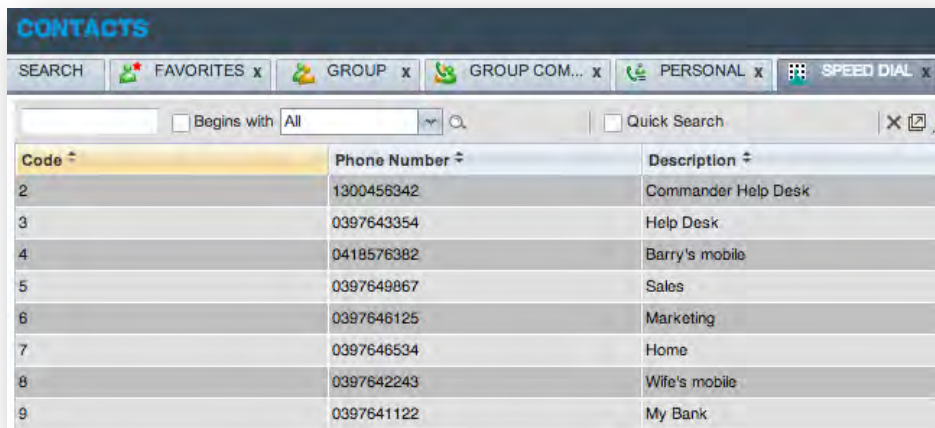 CONTACTS
SEARCH FAVORITES x GROUP x GROUP COM... x PERSONAL x SPEED DIAL x
Begins with All Quick Search
Code Phone Number Description
2 1300456342 Commander Help Desk
3 0397643354 Help Desk
4 0418576382 Barry's mobile
5 0397649867 Sales
6 0397646125 Marketing
7 0397646534 Home
8 0397642243 Wife's mobile
9 0397641122 My Bank